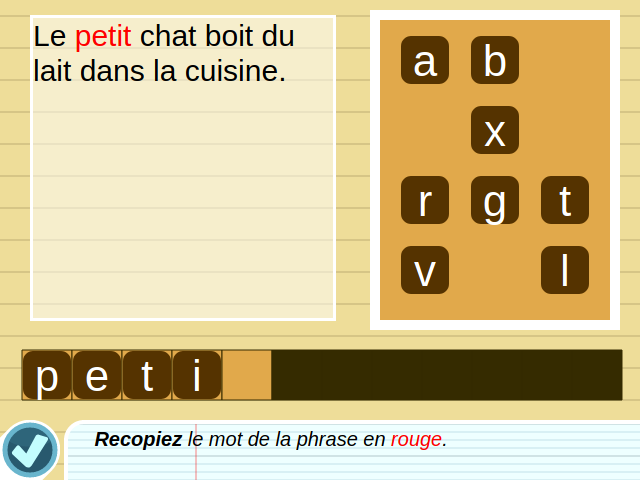 Le petit chat boit du
lait dans la cuisine.
a b
x
r g t
v l
p e t i
Recopiez le mot de la phrase en rouge.